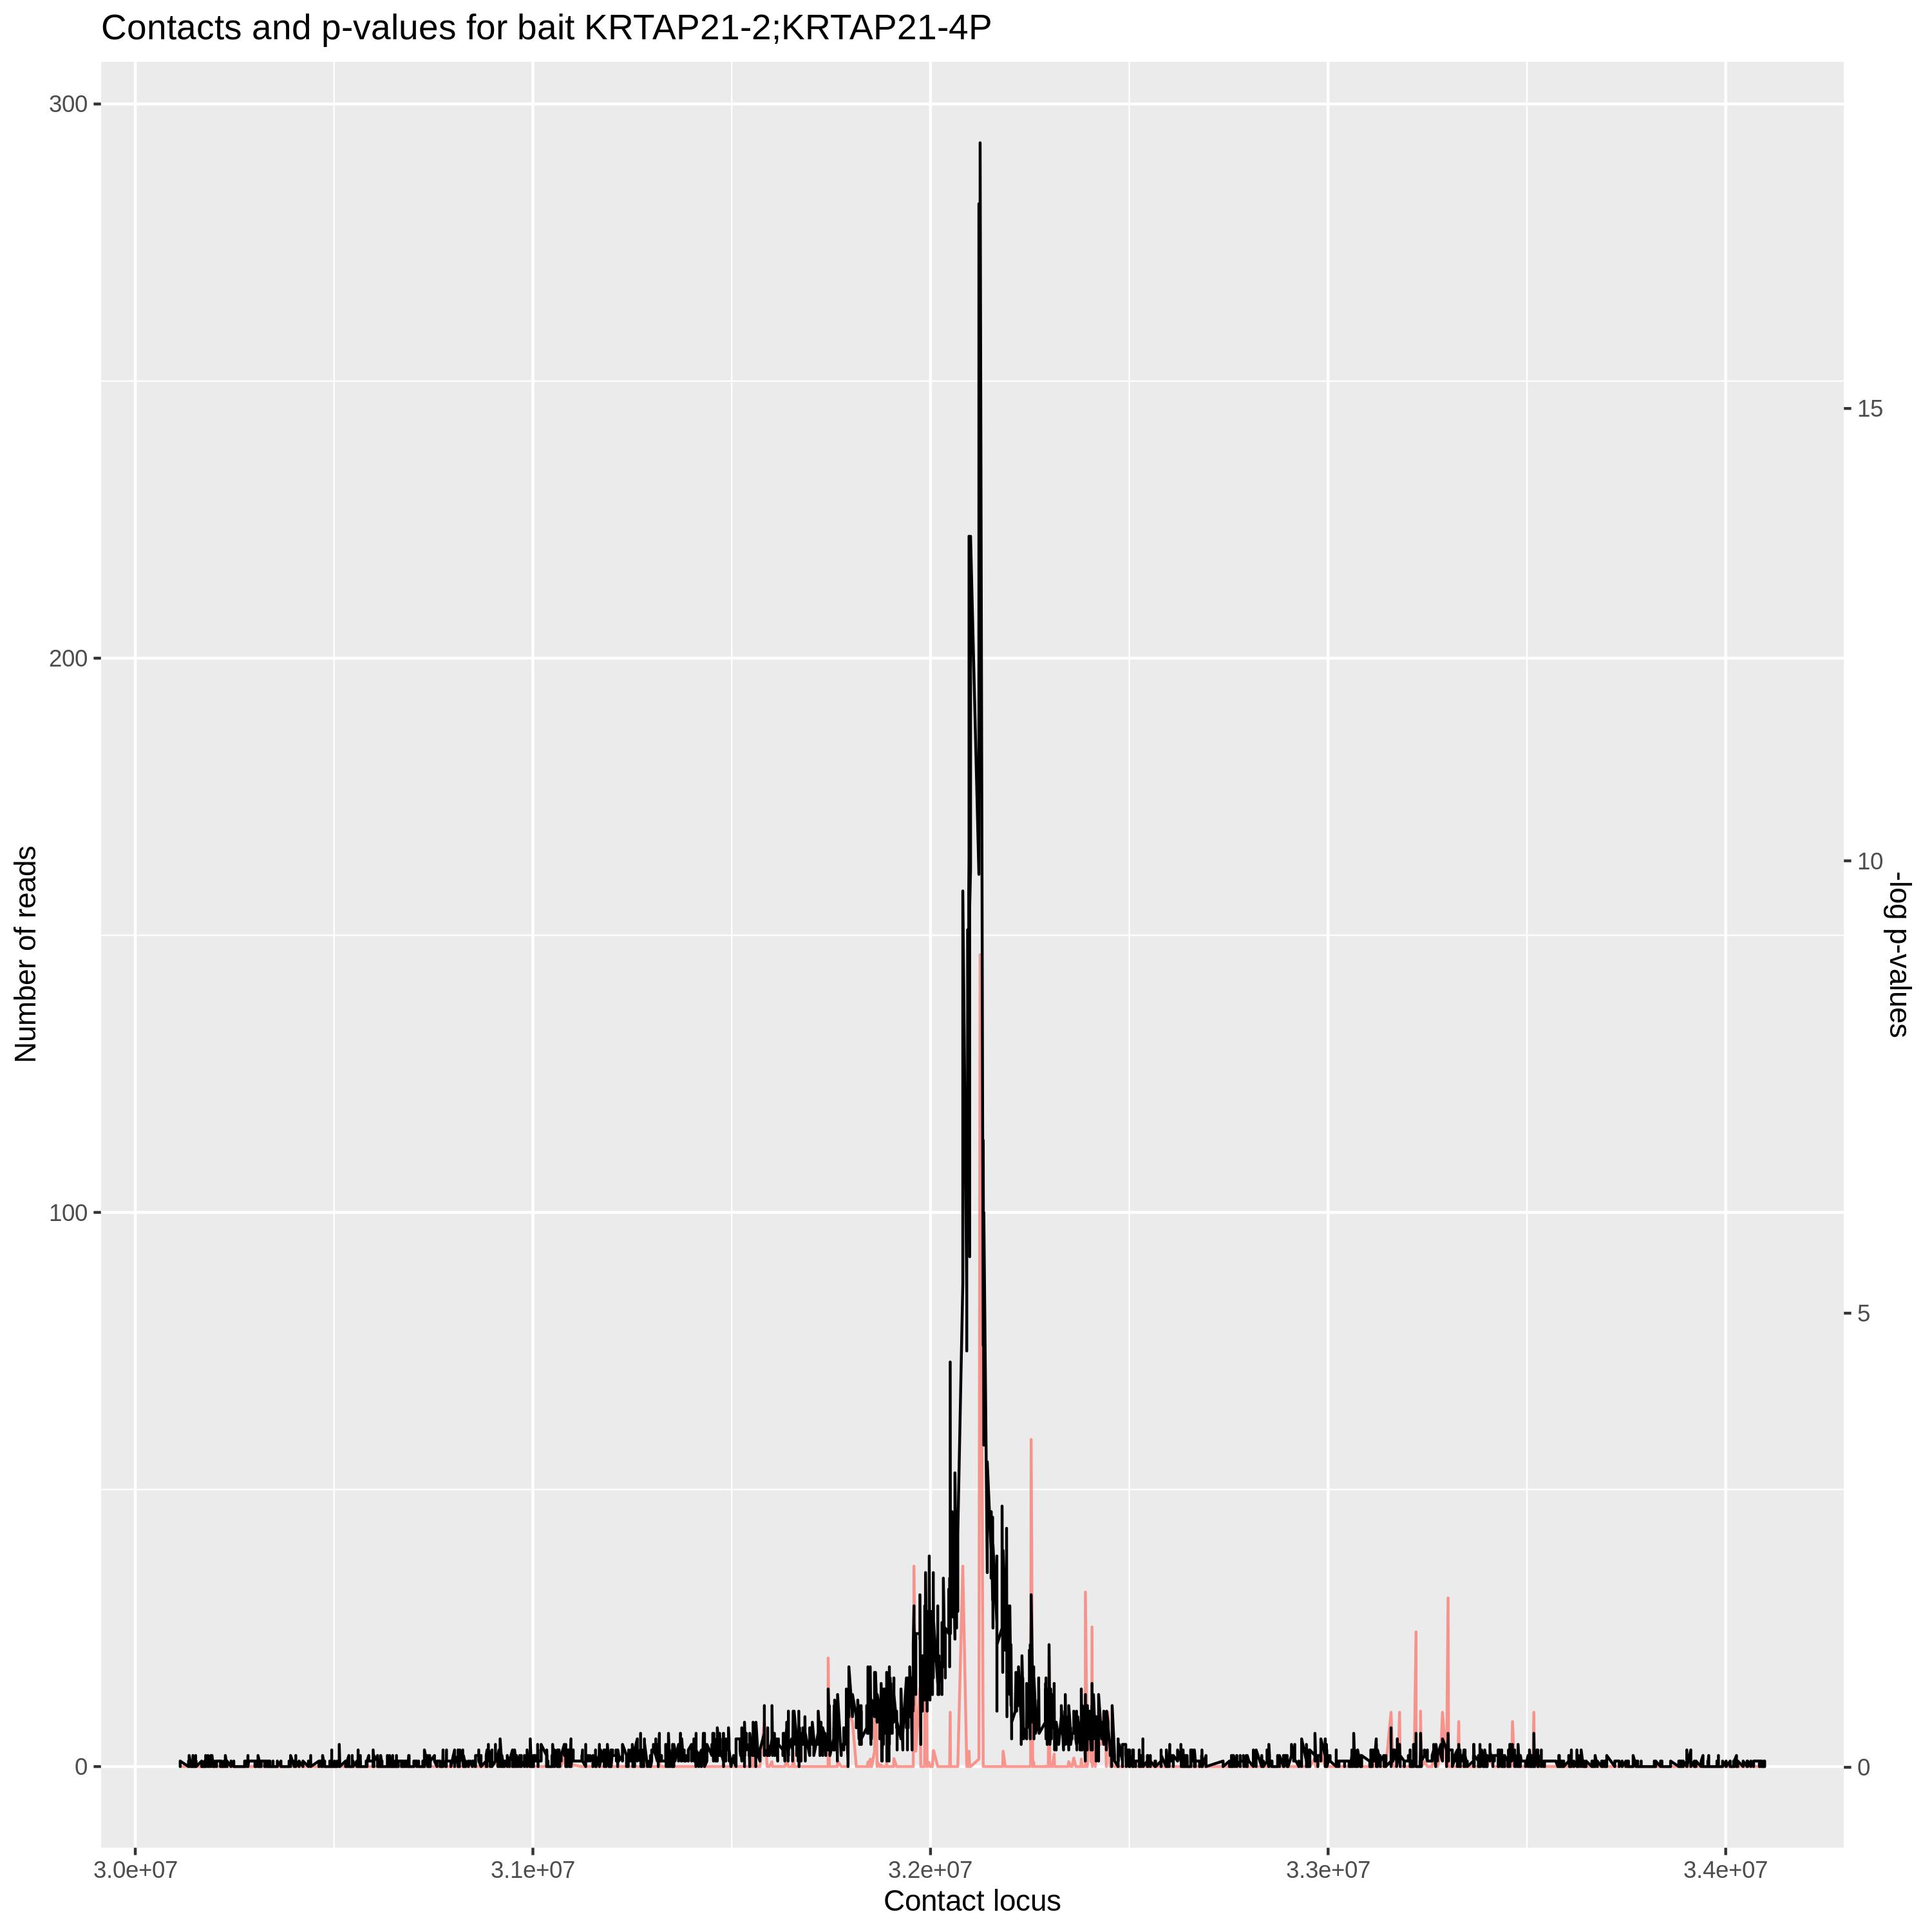 Contacts and p-values for bait KRTAP21-2;KRTAP21-4P
300
200
100
0
Number of reads
15
10
5
0
-log p-values
3.0e+07 3.1e+07 3.2e+07 3.3e+07 3.4e+07
Contact locus